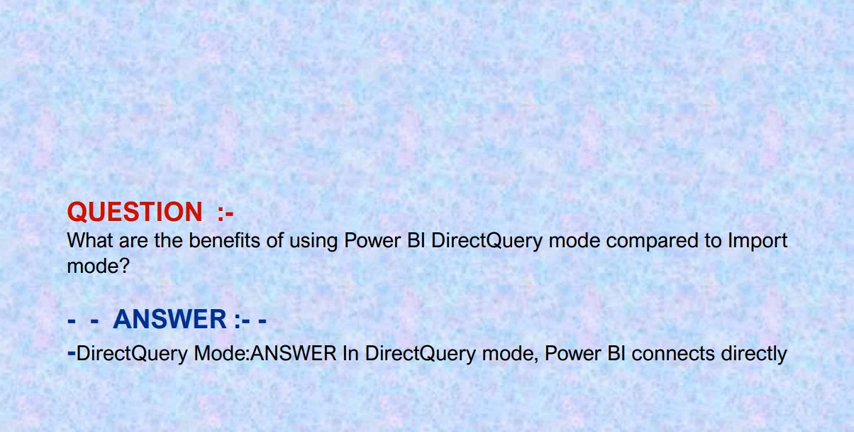 QUESTION :-
What are the benefits of using Power BI DirectQuery mode compared to Import
mode?
- - ANSWER :- -
-DirectQuery Mode:ANSWER In DirectQuery mode, Power BI connects directly